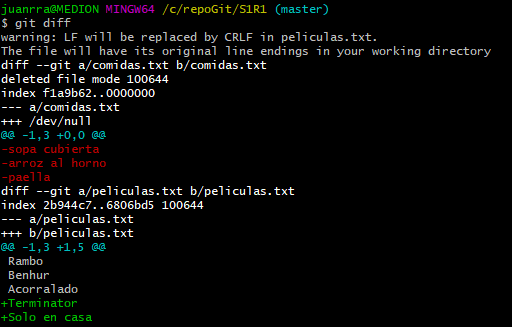 juanrra@MEDION MINGW64 /c/repoGit/S1R1 (master)
$ git diff
warning: LF will be replaced by CRLF in peliculas.txt.
The file will have its original line endings in your working directory
diff --git a/comidas.txt b/comidas.txt
deleted file mode 100644
index f1a9b62..0000000
--- a/comidas.txt
+++ /dev/null
@@ -1,3 +0,0 @@
-sopa cubierta
-arroz al horno
-paella
diff --git a/peliculas.txt b/peliculas.txt
index 2b944c7..6806bd5 100644
--- a/peliculas.txt
+++ b/peliculas.txt
@@ -1,3 +1,5 @@
 Rambo
 Benhur
 Acorralado
+Terminator
+Solo en casa